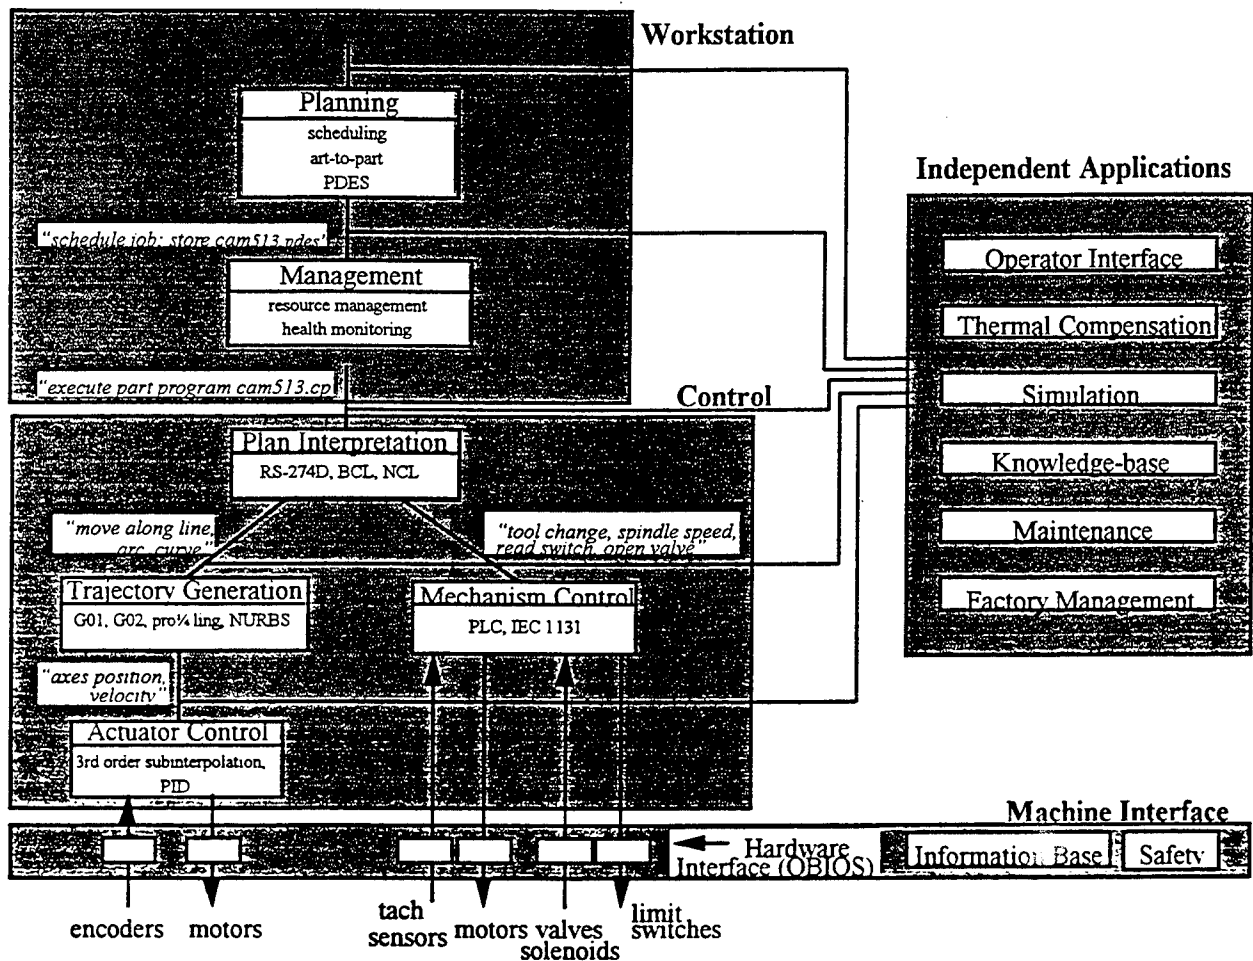 Workstation
Planning
scheduling
art-to-part
PDES
"schedule job: store cam513.pdes"
Management
resource management
health monitoring
"execute part program cam513.cp"
Control
Plan Interpretation
RS-274D, BCL, NCL
"move along line,
arc, curve"
"tool change, spindle speed,
read switch, open valve"
Trajectory Generation
G01, G02, pro¼ ling, NURBS
Mechanism Control
PLC, IEC 1131
"axes position,
velocity"
Actuator Control
3rd order subinterpolation,
PID
Independent Applications
Operator Interface
Thermal Compensation
Simulation
Knowledge-base
Maintenance
Factory Management
Machine Interface
Hardware
Interface (OBIOS)
Information Base
Safety
encoders
motors
tach
sensors
motors
valves
solenoids
limit
switches